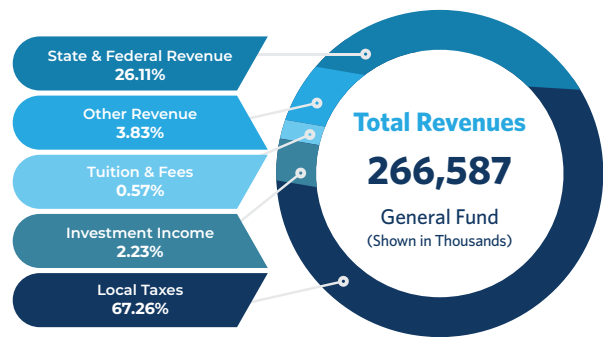 State & Federal Revenue
26.11%
Other Revenue
3.83%
Tuition & Fees
0.57%
Investment Income
2.23%
Local Taxes
67.26%
Total Revenues
266,587
General Fund
(Shown in Thousands)